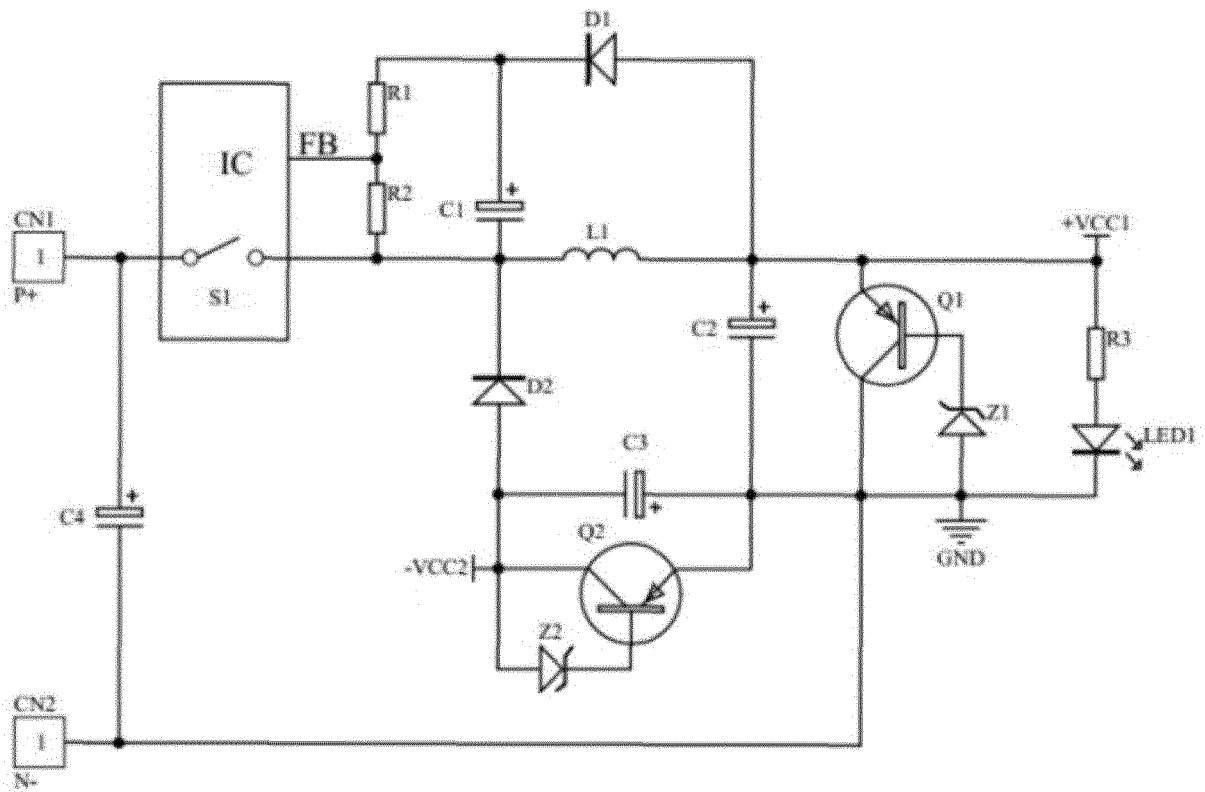 D1
R1
FB
IC
R2
C1
CN1
1
P+
S1
L1
+VCC1
C2
Q1
R3
D2
Z1
LED1
C3
C4
Q2
GND
-VCC2
Z2
CN2
1
N-